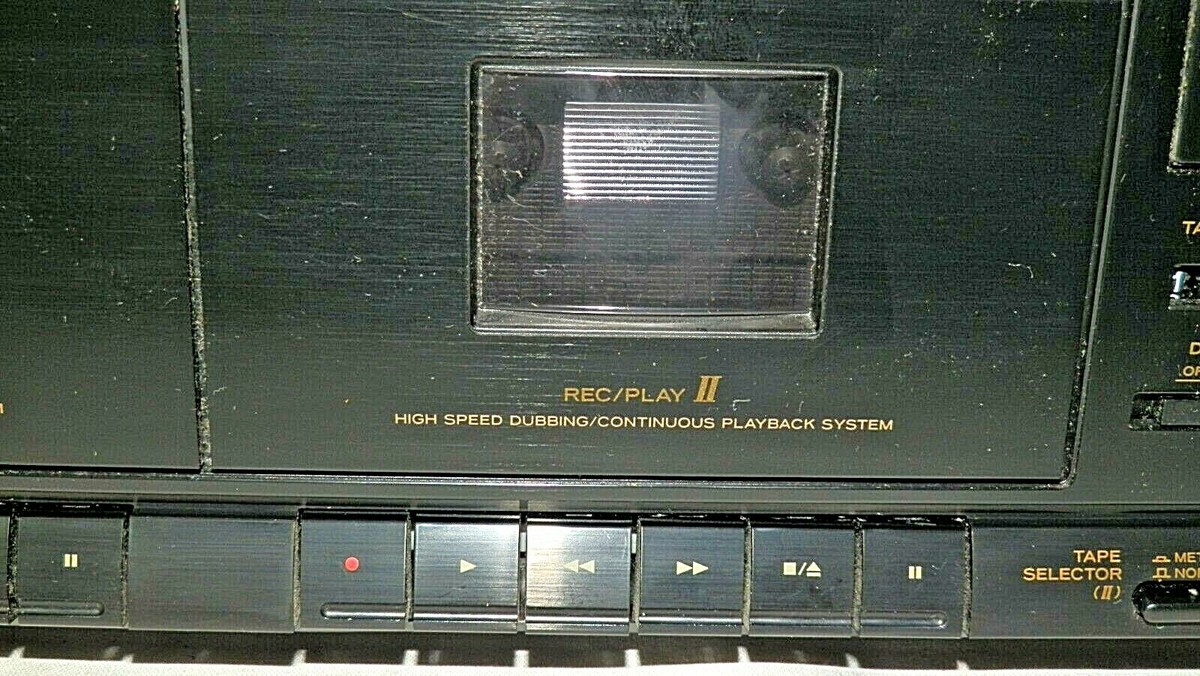 REC/PLAY II
HIGH SPEED DUBBING/CONTINUOUS PLAYBACK SYSTEM
TAPE
SELECTOR
(II)